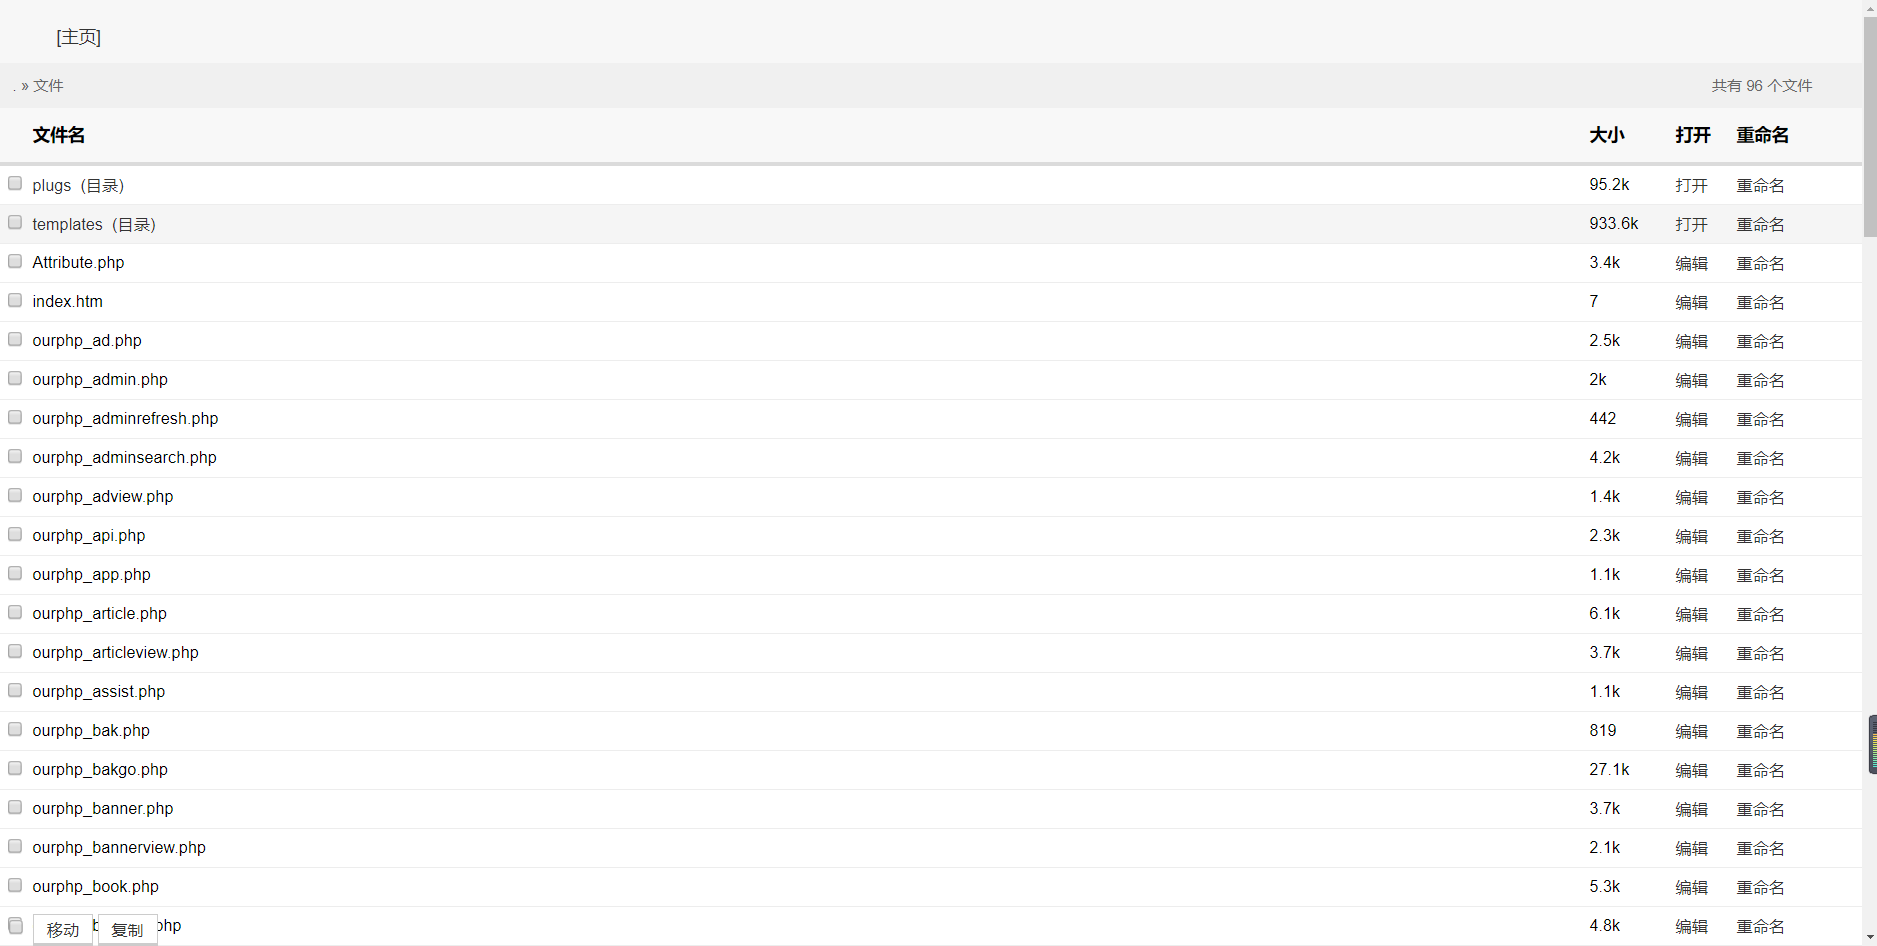 [主页]
. » 文件 共有 96 个文件
文件名 大小 打开 重命名
plugs (目录) 95.2k 打开 重命名
templates (目录) 933.6k 打开 重命名
Attribute.php 3.4k 编辑 重命名
index.htm 7 编辑 重命名
ourphp_ad.php 2.5k 编辑 重命名
ourphp_admin.php 2k 编辑 重命名
ourphp_adminrefresh.php 442 编辑 重命名
ourphp_adminsearch.php 4.2k 编辑 重命名
ourphp_adview.php 1.4k 编辑 重命名
ourphp_api.php 2.3k 编辑 重命名
ourphp_app.php 1.1k 编辑 重命名
ourphp_article.php 6.1k 编辑 重命名
ourphp_articleview.php 3.7k 编辑 重命名
ourphp_assist.php 1.1k 编辑 重命名
ourphp_bak.php 819 编辑 重命名
ourphp_bakgo.php 27.1k 编辑 重命名
ourphp_banner.php 3.7k 编辑 重命名
ourphp_bannerview.php 2.1k 编辑 重命名
ourphp_book.php 5.3k 编辑 重命名
移动 复制 php 4.8k 编辑 重命名